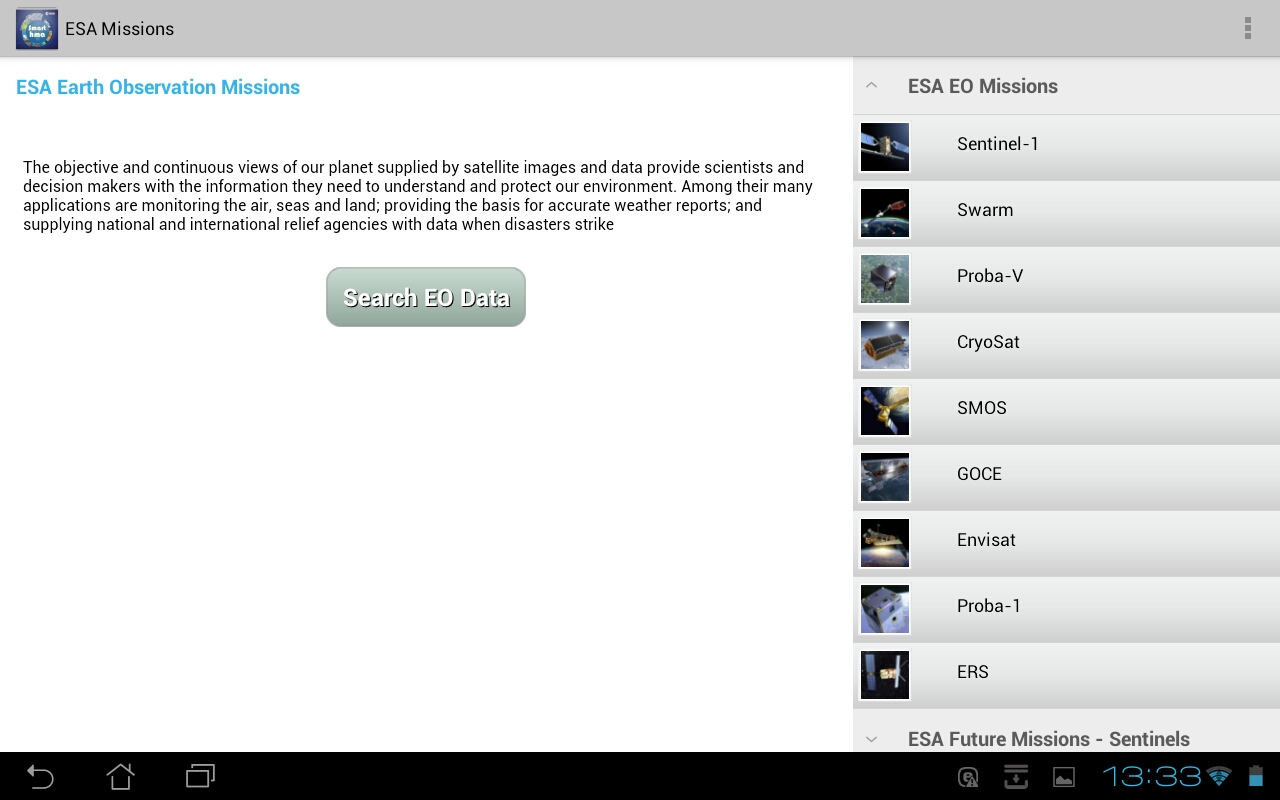 Smart
hma
ESA Missions
ESA Earth Observation Missions
The objective and continuous views of our planet supplied by satellite images and data provide scientists and
decision makers with the information they need to understand and protect our environment. Among their many
applications are monitoring the air, seas and land; providing the basis for accurate weather reports; and
supplying national and international relief agencies with data when disasters strike
Search EO Data
ESA EO Missions
Sentinel-1
Swarm
Proba-V
CryoSat
SMOS
GOCE
Envisat
Proba-1
ERS
ESA Future Missions - Sentinels
13:33